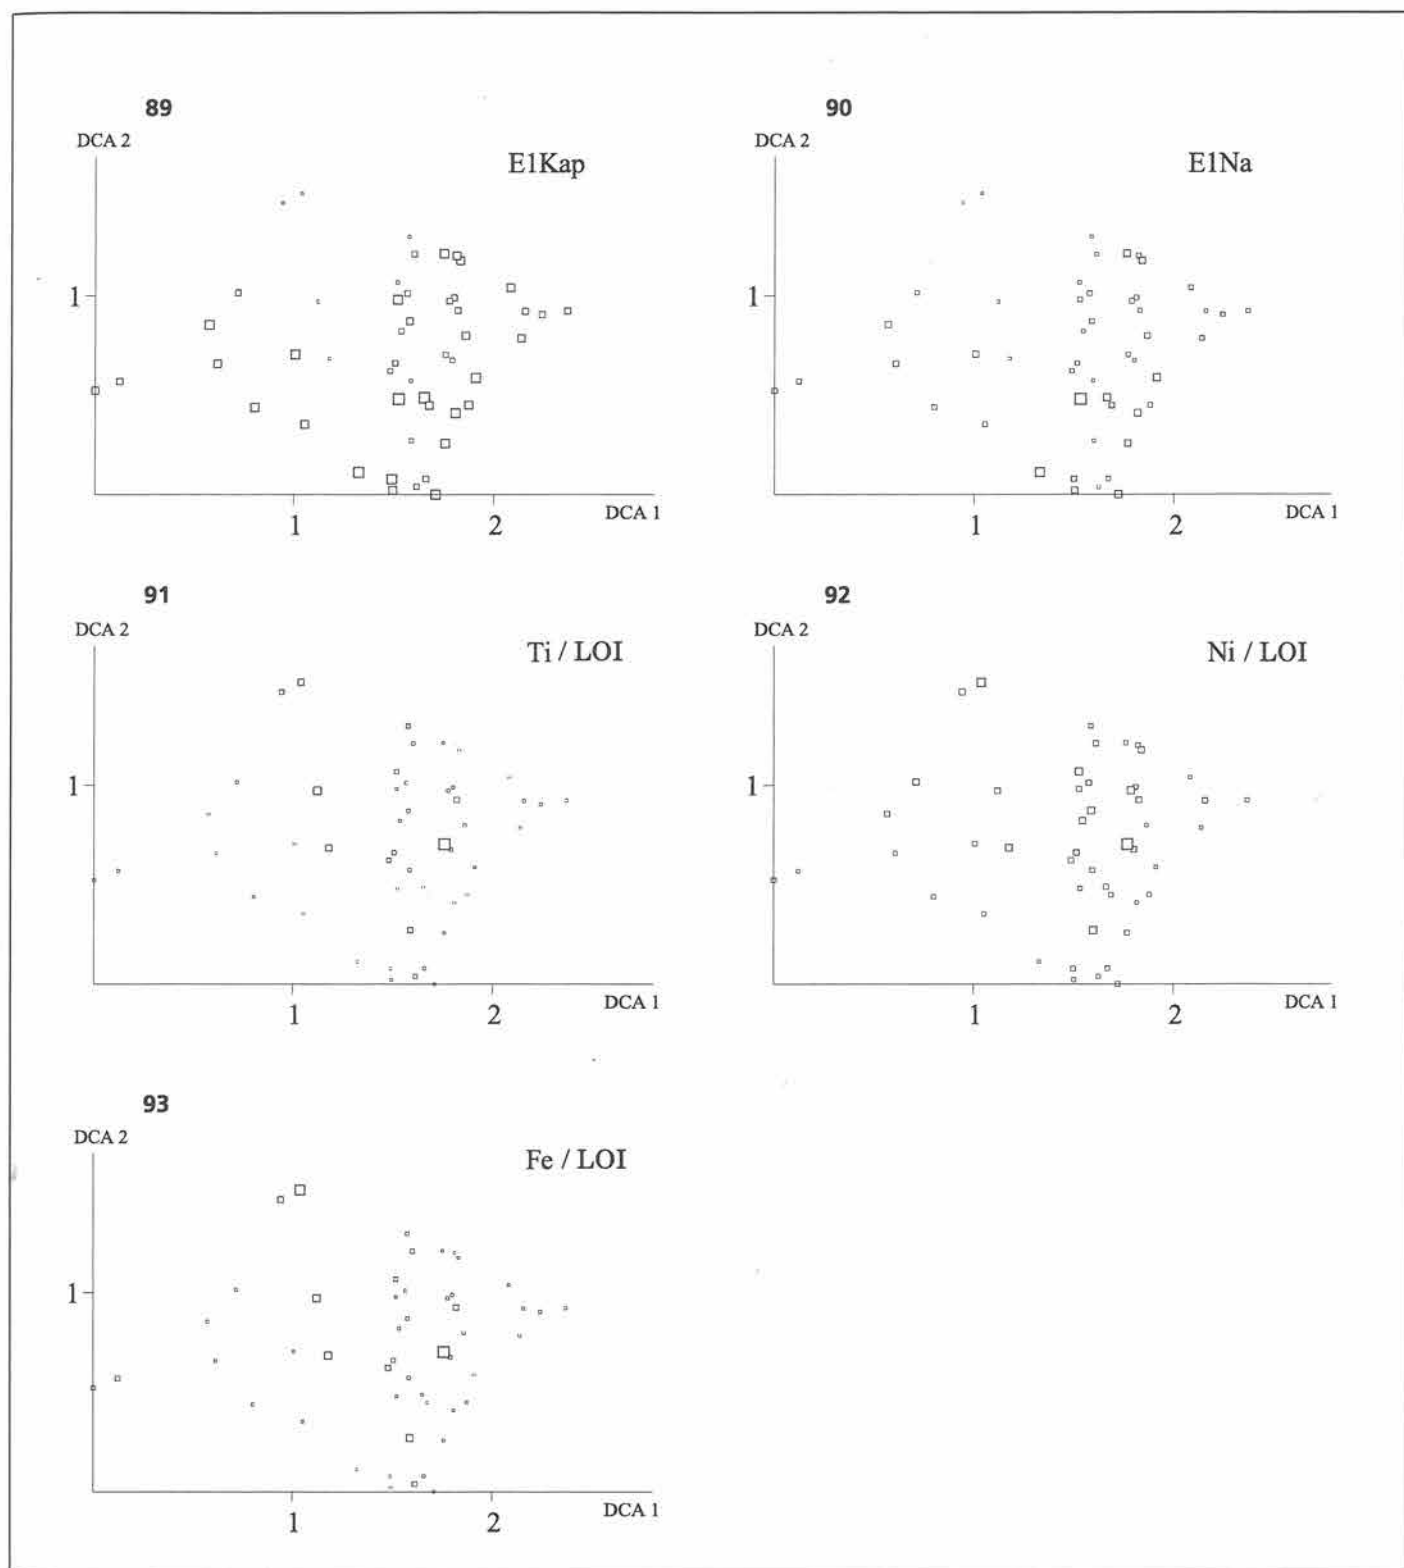 89
DCA 2
E1Kap
1
1
2
DCA 1
90
DCA 2
E1Na
1
1
2
DCA 1
91
DCA 2
Ti / LOI
1
1
2
DCA 1
92
DCA 2
Ni / LOI
1
1
2
DCA 1
93
DCA 2
Fe / LOI
1
1
2
DCA 1